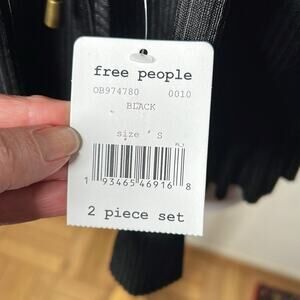 free people
OB974780 0010
BLACK
size ' S
1 93465 46916 8
2 piece set